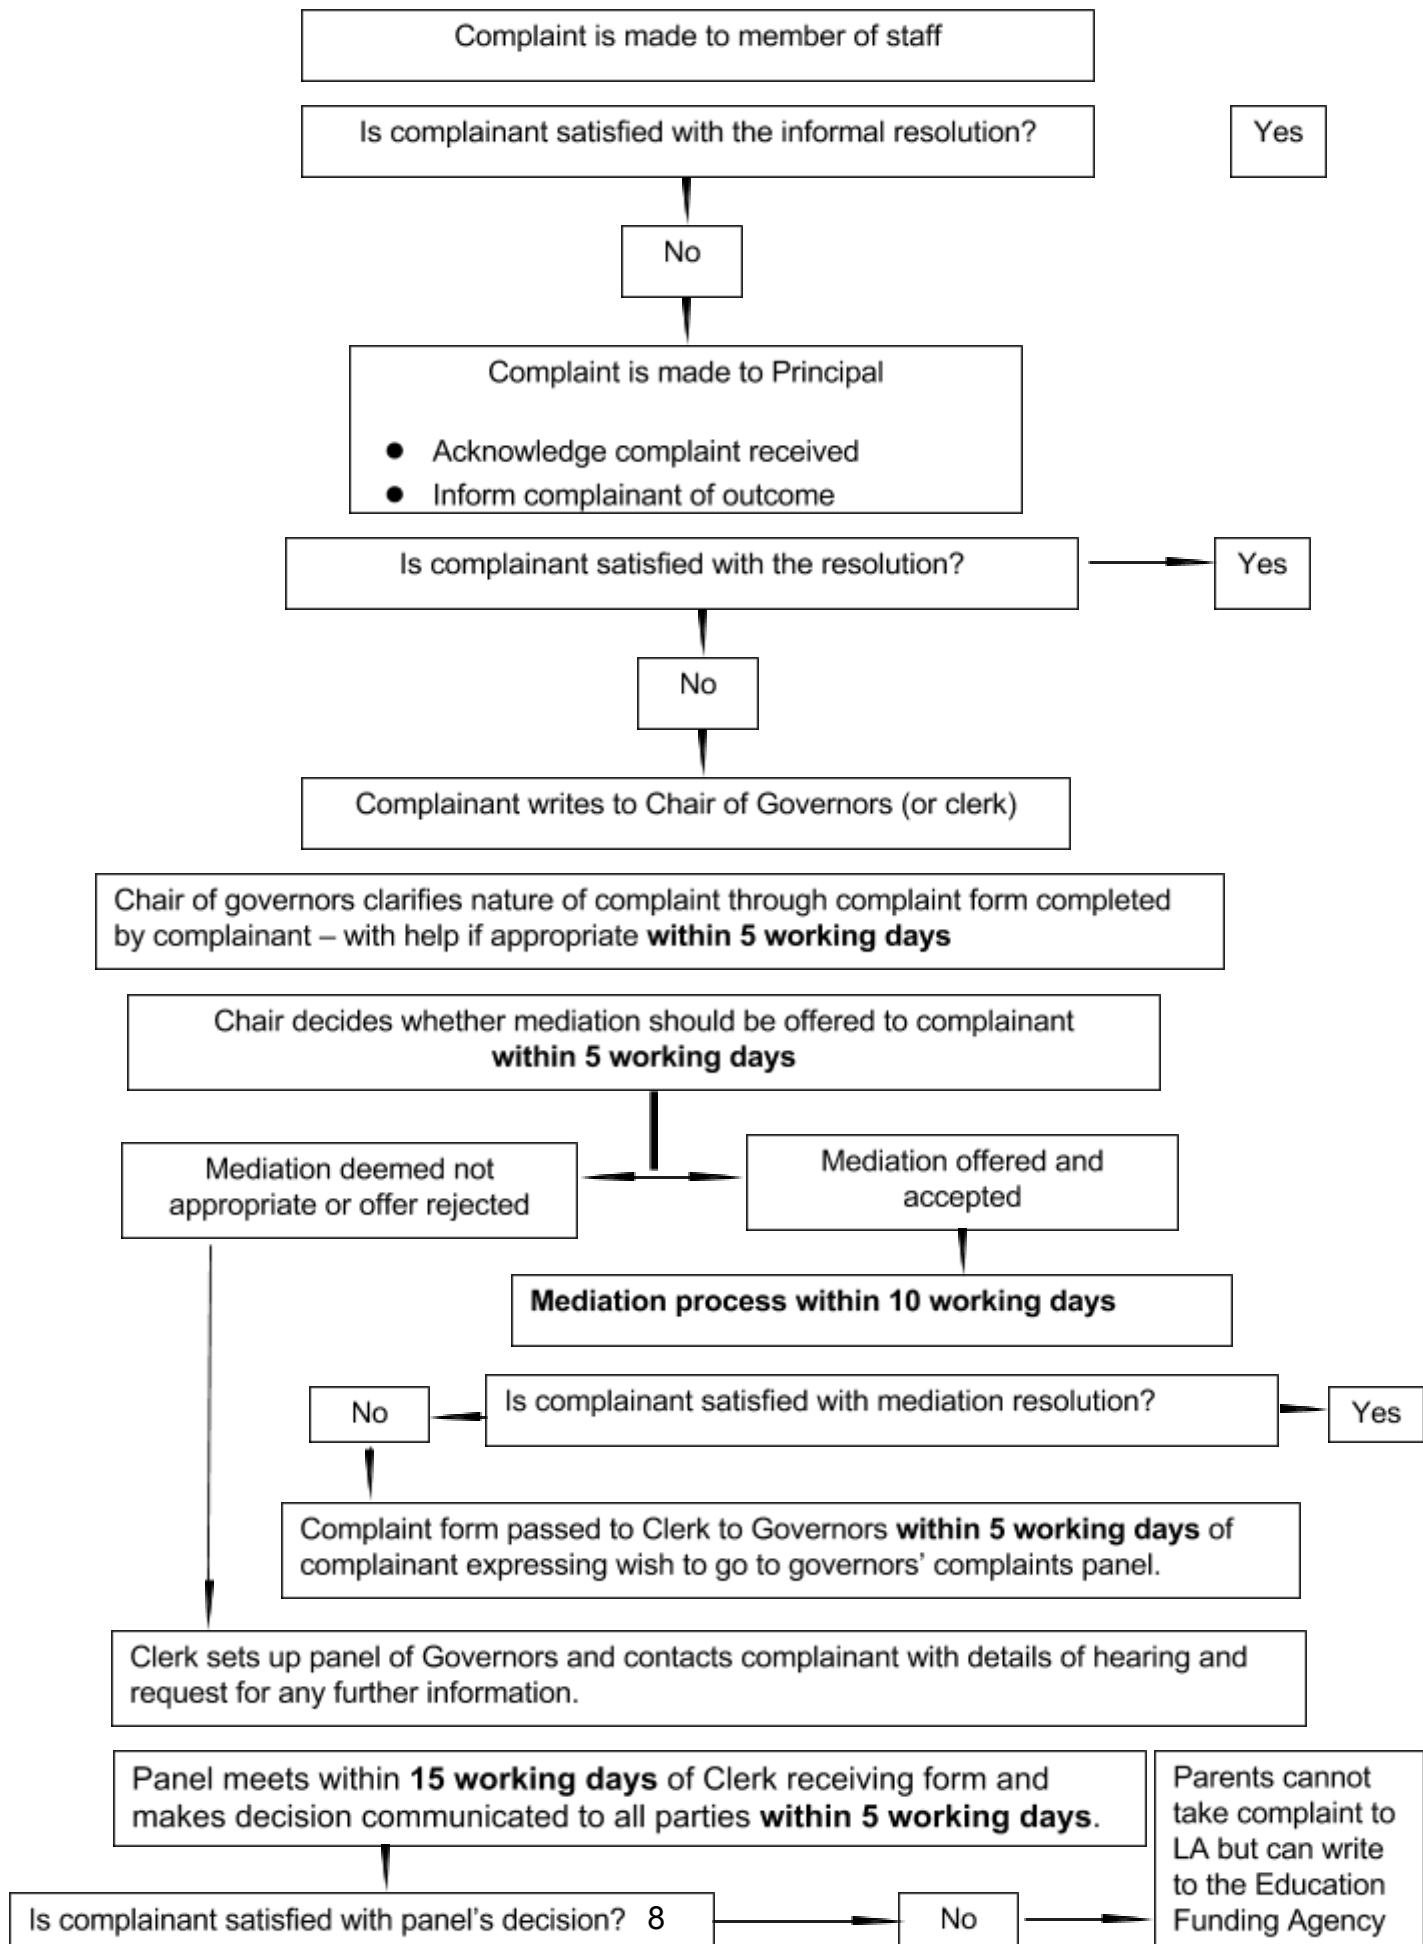 Complaint is made to member of staff
Is complainant satisfied with the informal resolution?
Yes
No
Complaint is made to Principal
● Acknowledge complaint received
● Inform complainant of outcome
Is complainant satisfied with the resolution?
Yes
No
Complainant writes to Chair of Governors (or clerk)
Chair of governors clarifies nature of complaint through complaint form completed
by complainant – with help if appropriate within 5 working days
Chair decides whether mediation should be offered to complainant
within 5 working days
Mediation deemed not
appropriate or offer rejected
Mediation offered and
accepted
Mediation process within 10 working days
No
Is complainant satisfied with mediation resolution?
Yes
Complaint form passed to Clerk to Governors within 5 working days of
complainant expressing wish to go to governors’ complaints panel.
Clerk sets up panel of Governors and contacts complainant with details of hearing and
request for any further information.
Panel meets within 15 working days of Clerk receiving form and
makes decision communicated to all parties within 5 working days.
Is complainant satisfied with panel’s decision? 8
No
Parents cannot
take complaint to
LA but can write
to the Education
Funding Agency